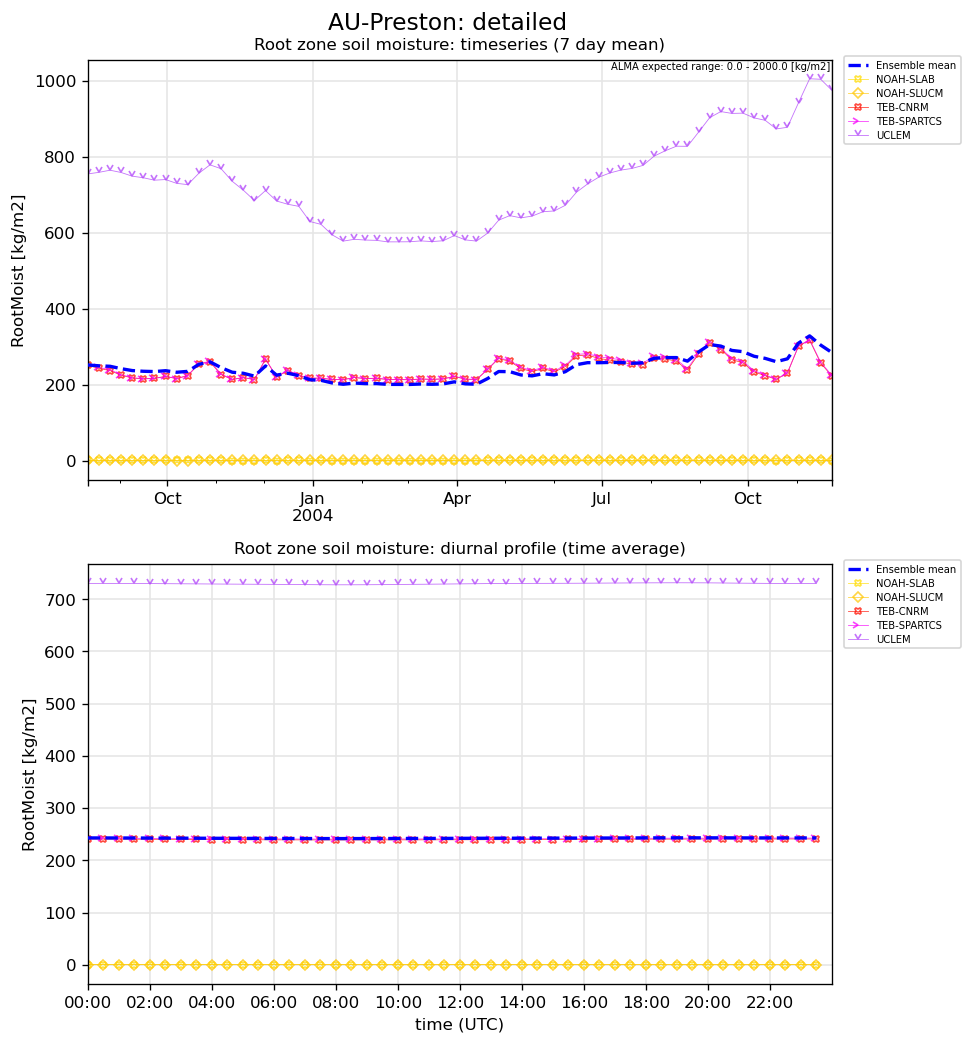 AU-Preston: detailed
Root zone soil moisture: timeseries (7 day mean)
ALMA expected range: 0.0 - 2000.0 [kg/m2]
Ensemble mean
NOAH-SLAB
NOAH-SLUCM
TEB-CNRM
TEB-SPARTCS
UCLEM
RootMoist [kg/m2]
1000
800
600
400
200
0
Oct
Jan
2004
Apr
Jul
Oct
Root zone soil moisture: diurnal profile (time average)
Ensemble mean
NOAH-SLAB
NOAH-SLUCM
TEB-CNRM
TEB-SPARTCS
UCLEM
RootMoist [kg/m2]
700
600
500
400
300
200
100
0
00:00 02:00 04:00 06:00 08:00 10:00 12:00 14:00 16:00 18:00 20:00 22:00
time (UTC)